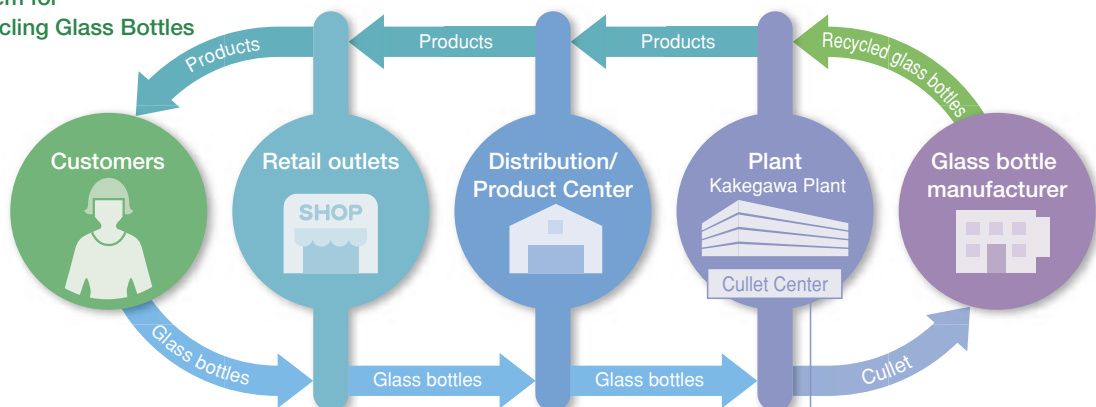 cling Glass Bottles
Products
Products
Products
Recycled glass bottles
Customers
Retail outlets
SHOP
Distribution/
Product Center
Plant
Kakegawa Plant
Cullet Center
Glass bottle
manufacturer
Glass bottles
Glass bottles
Glass bottles
Cullet